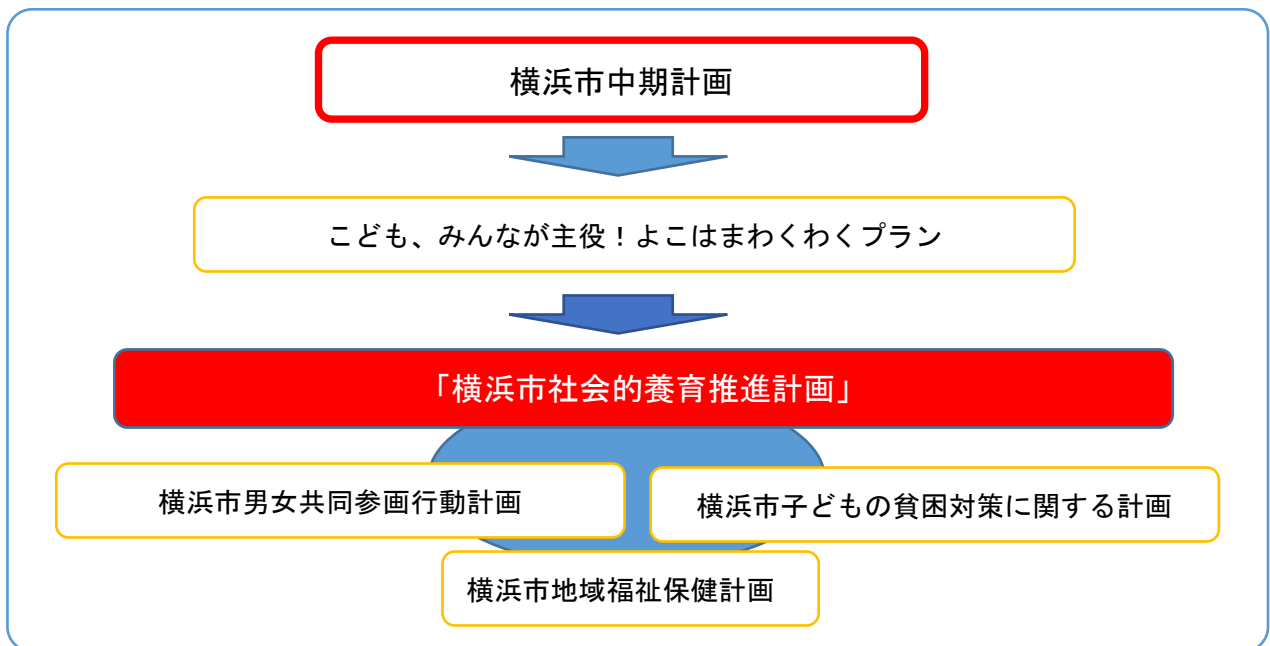 横浜市中期計画
こども、みんなが主役！よこはまわくわくプラン
「横浜市社会的養育推進計画」
横浜市男女共同参画行動計画
横浜市子どもの貧困対策に関する計画
横浜市地域福祉保健計画